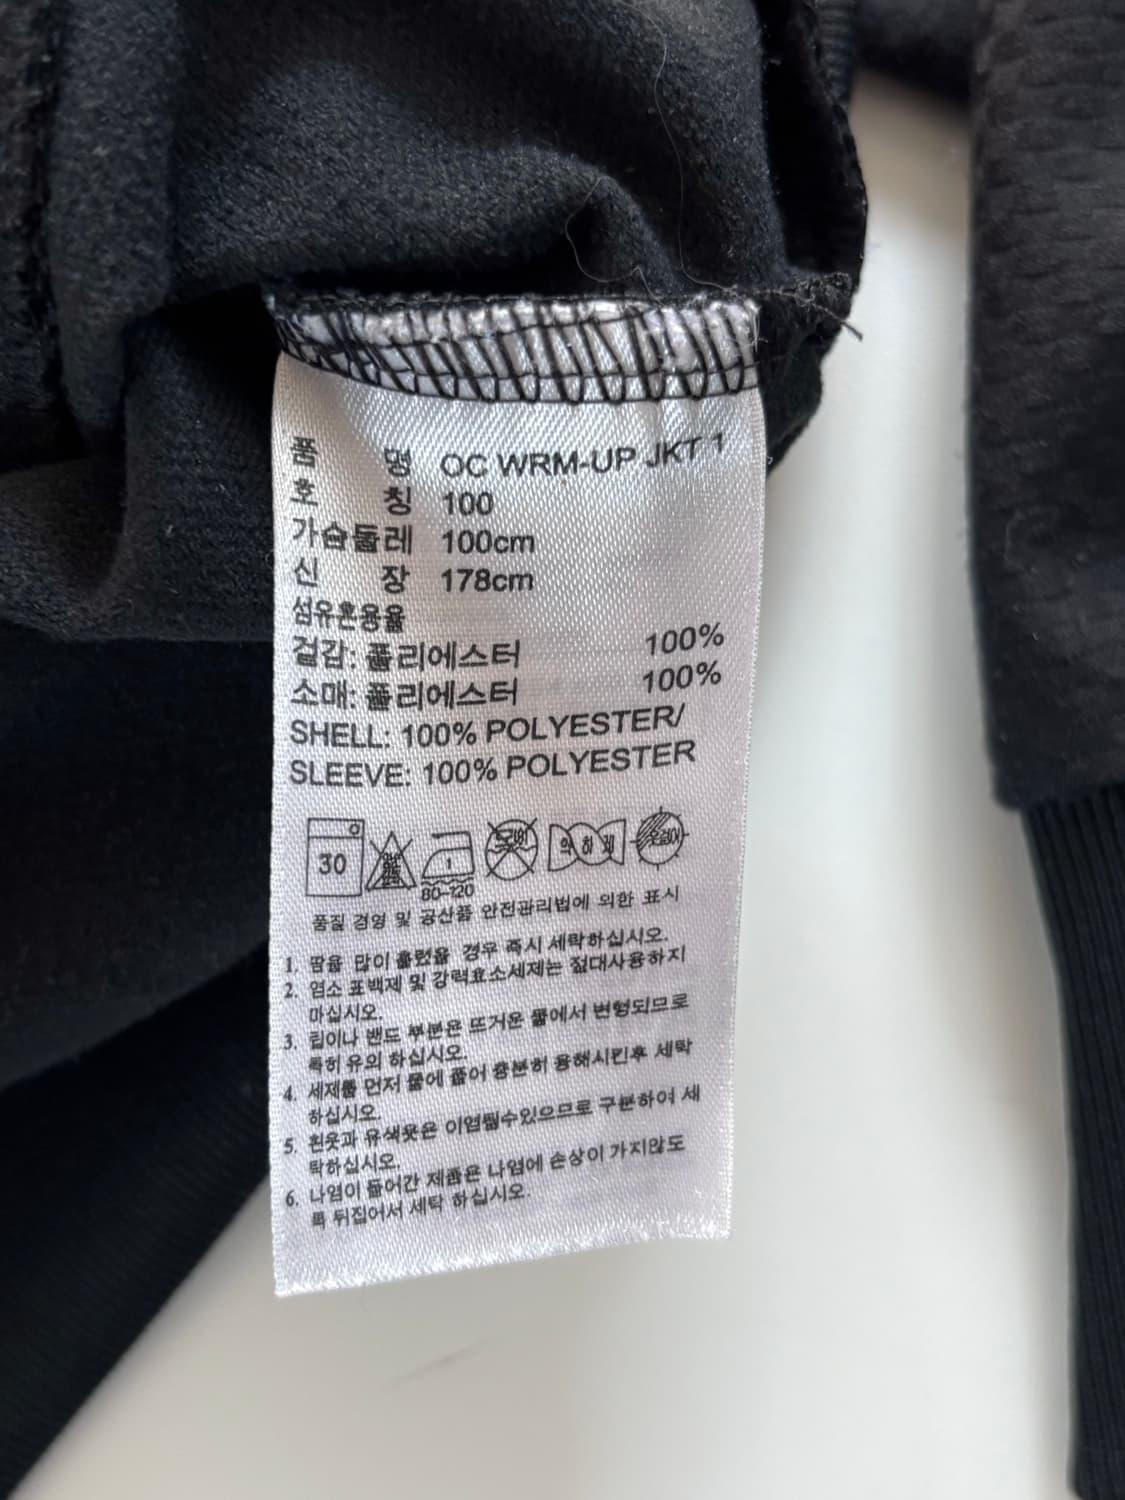 품 명 OC WRM-UP JKT 1
호 칭 100
가슴둘레 100cm
신 장 178cm
섬유혼용율
겉감: 폴리에스터 100%
소매: 폴리에스터 100%
SHELL: 100% POLYESTER/
SLEEVE: 100% POLYESTER
30
80-120
약 하 게
품질 경영 및 공산품 안전관리법에 의한 표시
1. 땀을 많이 흘렸을 경우 즉시 세탁하십시오.
2. 염소 표백제 및 강력효소세제는 절대사용하지
마십시오.
3. 립이나 밴드 부분은 뜨거운 물에서 변형되므로
특히 유의 하십시오.
4. 세제를 먼저 물에 풀어 충분히 용해시킨후 세탁
하십시오.
5. 흰옷과 유색옷은 이염될수있으므로 구분하여 세
탁하십시오.
6. 나염이 들어간 제품은 나염에 손상이 가지않도
록 뒤집어서 세탁 하십시오.